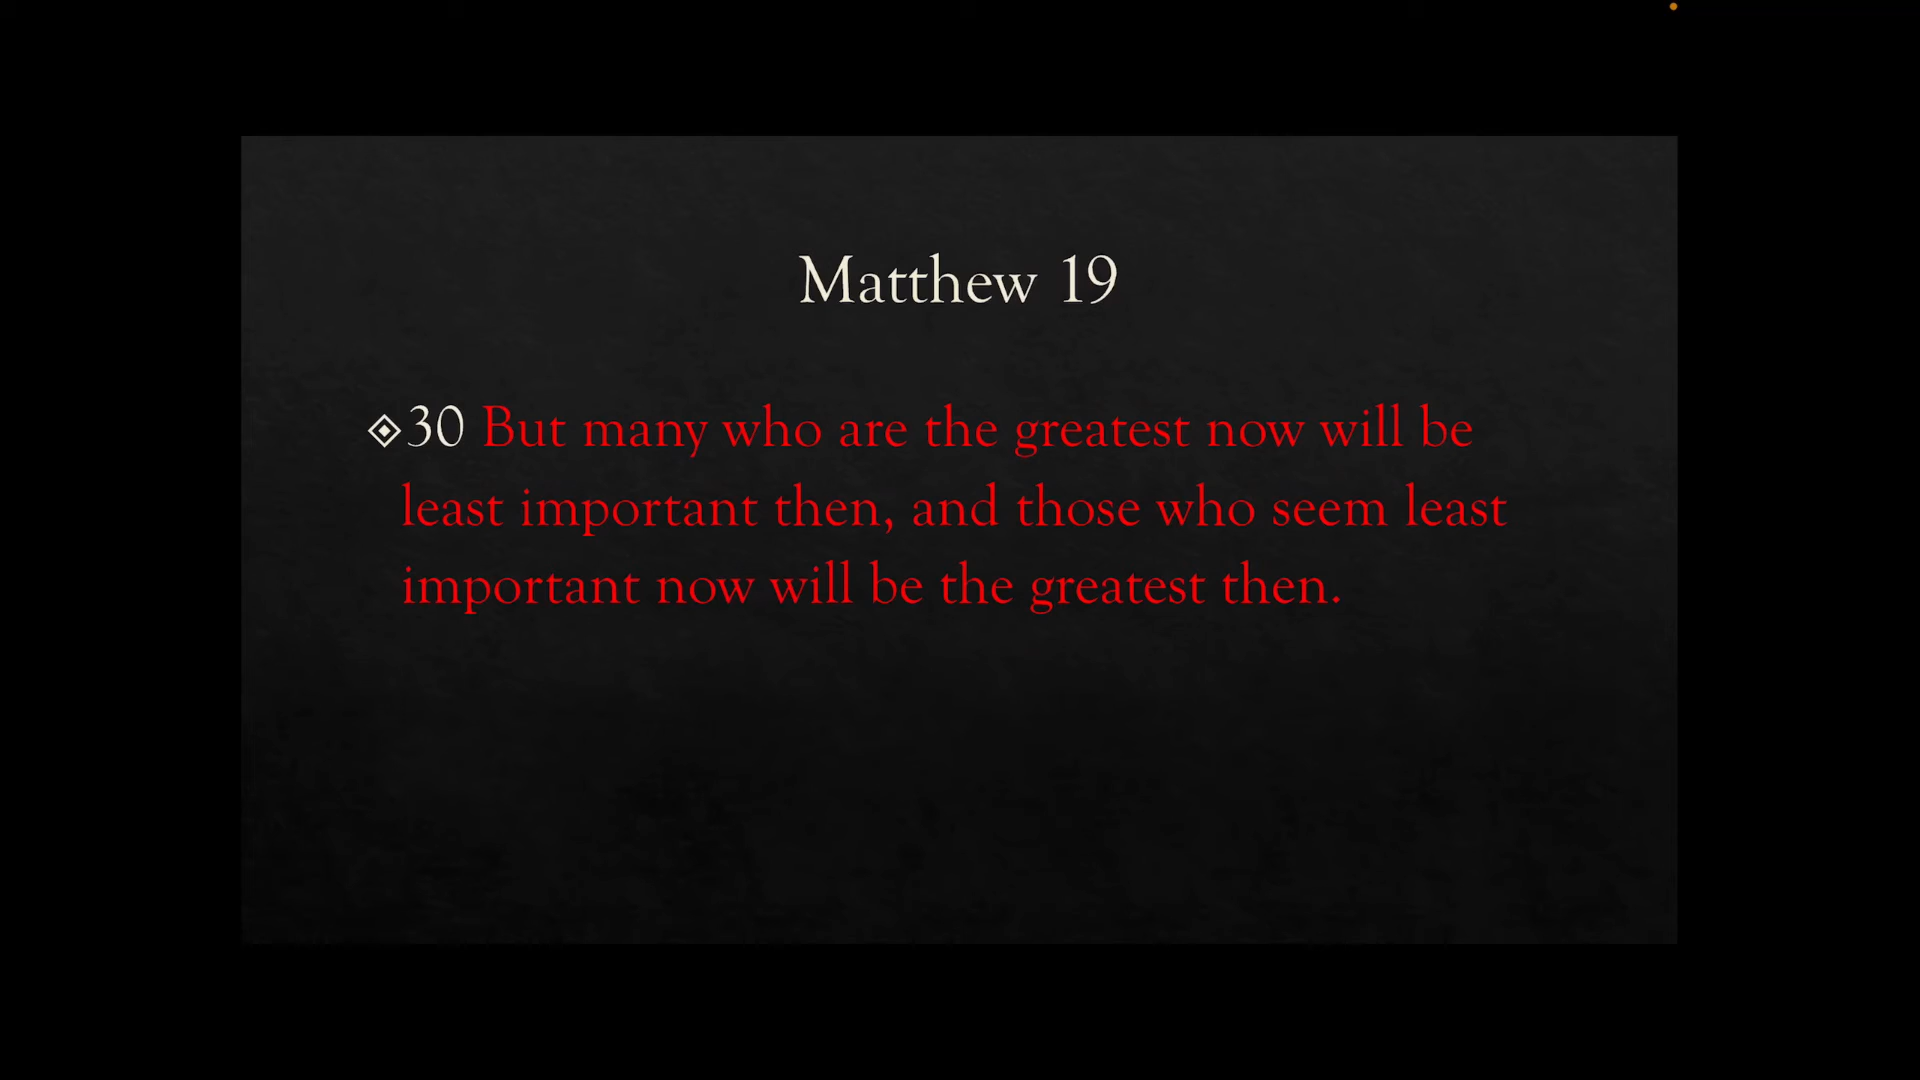 Matthew 19
30 But many who are the greatest now will be
least important then, and those who seem least
important now will be the greatest then.